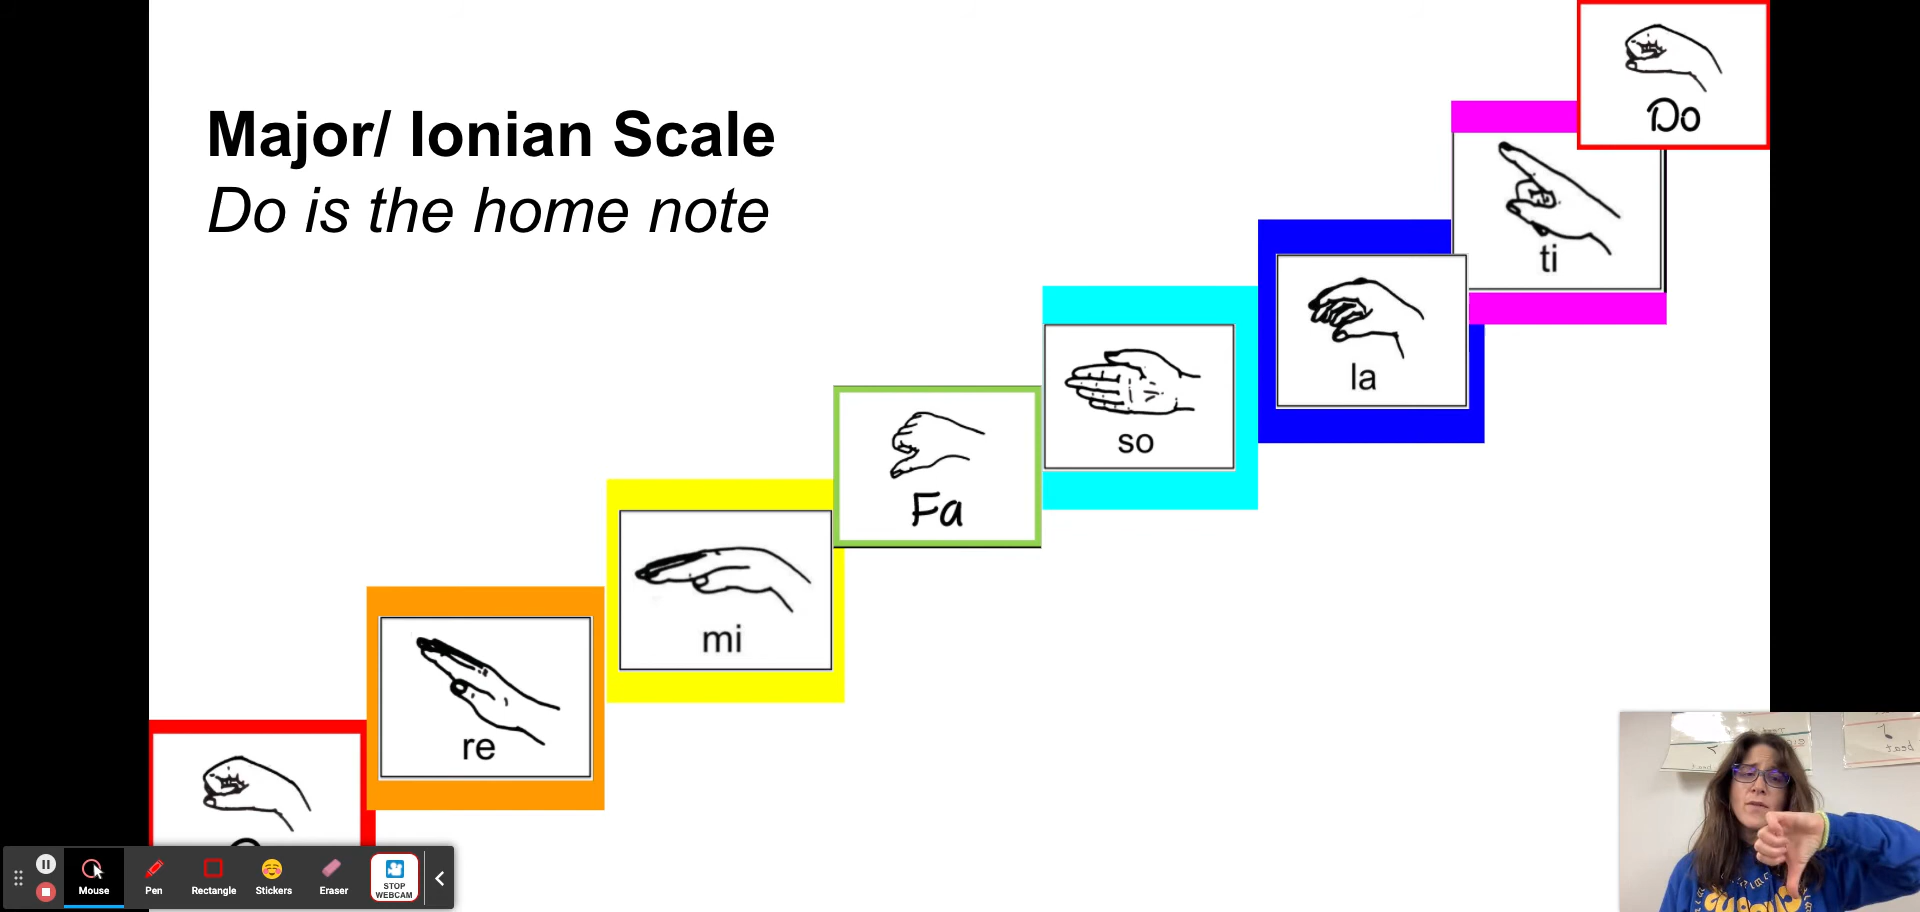 Major/ Ionian Scale
Do is the home note
Do
ti
la
so
Fa
mi
re
Mouse
Pen
Rectangle
Stickers
Eraser
STOP
WEBCAM